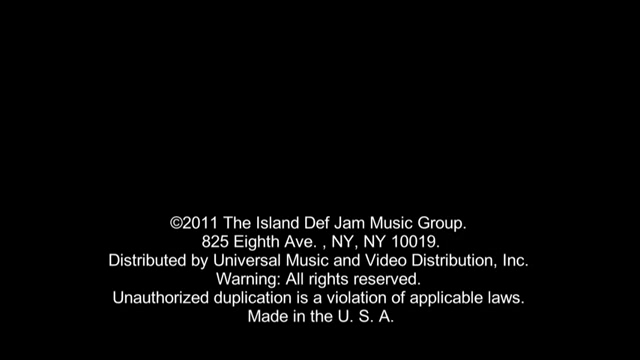 ©2011 The Island Def Jam Music Group.
825 Eighth Ave. , NY, NY 10019.
Distributed by Universal Music and Video Distribution, Inc.
Warning: All rights reserved.
Unauthorized duplication is a violation of applicable laws.
Made in the U. S. A.